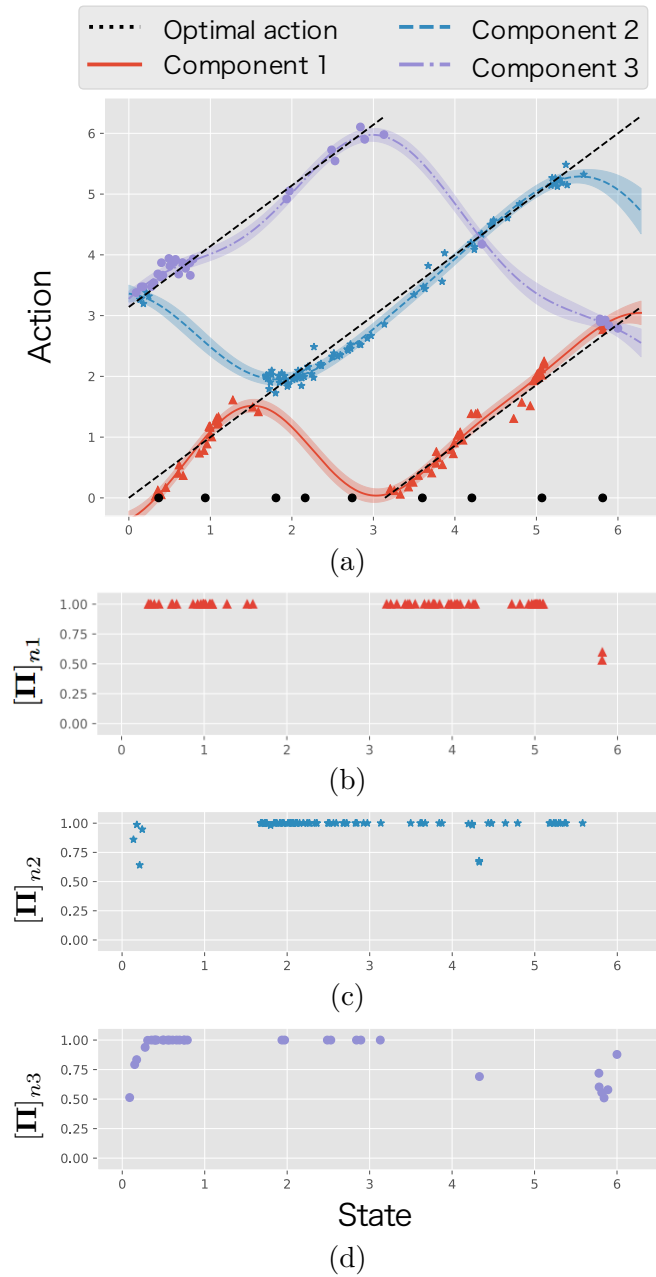 Optimal action
Component 1
Component 2
Component 3
Action
6
5
4
3
2
1
0
0 1 2 3 4 5 6
(a)
[Π]n1
1.00
0.75
0.50
0.25
0.00
0 1 2 3 4 5 6
(b)
[Π]n2
1.00
0.75
0.50
0.25
0.00
0 1 2 3 4 5 6
(c)
[Π]n3
1.00
0.75
0.50
0.25
0.00
0 1 2 3 4 5 6
State
(d)